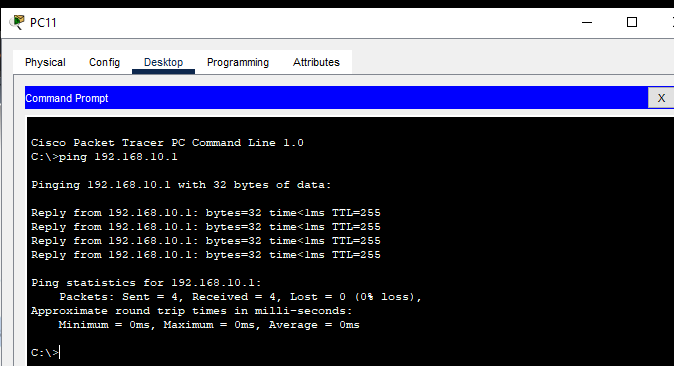 PC11
Physical Config Desktop Programming Attributes
Command Prompt X
Cisco Packet Tracer PC Command Line 1.0
C:\>ping 192.168.10.1
Pinging 192.168.10.1 with 32 bytes of data:
Reply from 192.168.10.1: bytes=32 time<1ms TTL=255
Reply from 192.168.10.1: bytes=32 time<1ms TTL=255
Reply from 192.168.10.1: bytes=32 time<1ms TTL=255
Reply from 192.168.10.1: bytes=32 time<1ms TTL=255
Ping statistics for 192.168.10.1:
Packets: Sent = 4, Received = 4, Lost = 0 (0% loss),
Approximate round trip times in milli-seconds:
Minimum = 0ms, Maximum = 0ms, Average = 0ms
C:\>